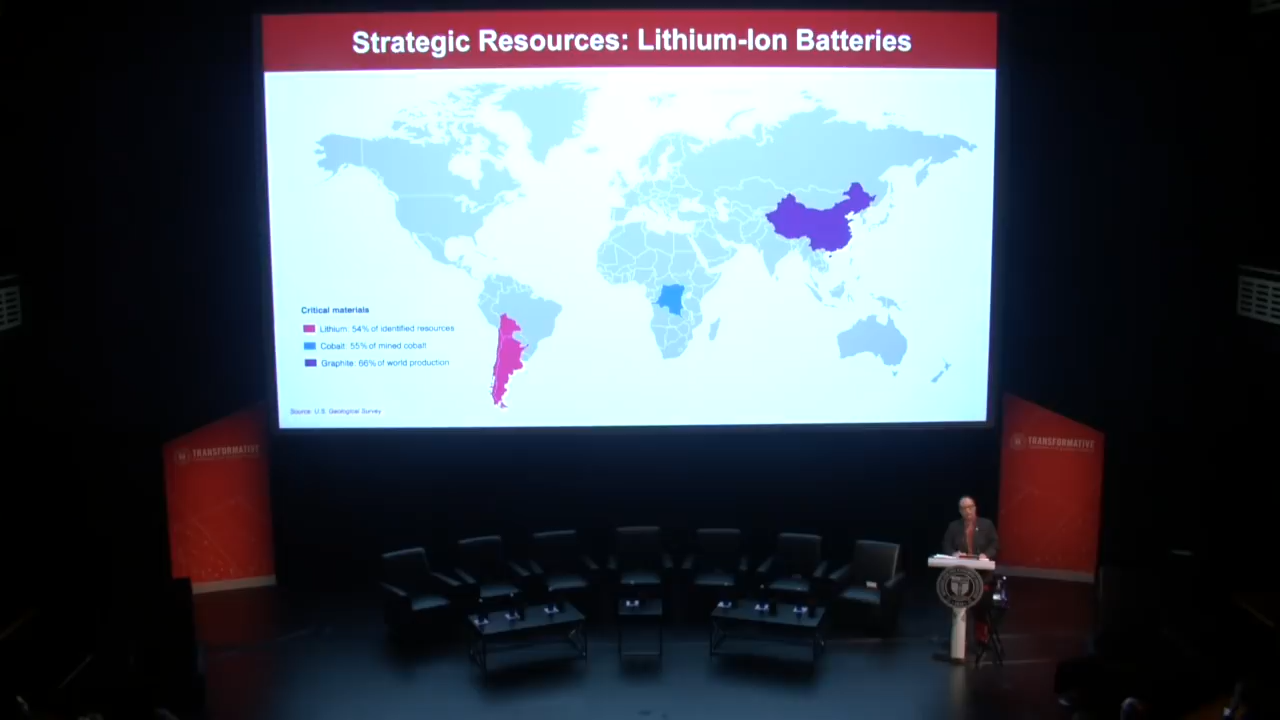 Strategic Resources: Lithium-Ion Batteries
Critical materials
Lithium: 54% of identified resources
Cobalt: 55% of mined cobalt
Graphite: 66% of world production
Source: U.S. Geological Survey
TRANSFORMATIVE
TRANSFORMATIVE